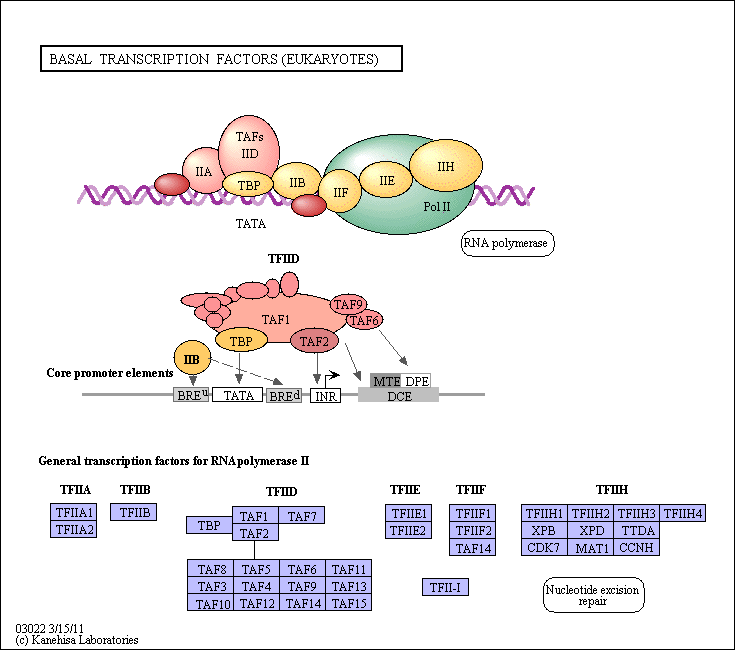 BASAL TRANSCRIPTION FACTORS (EUKARYOTES)
TAFs
IID
IIA
TBP
IIB
IIF
IIE
IIH
Pol II
TATA
RNA polymerase
TFIID
TAF1
TAF9
TAF6
TBP
TAF2
IIB
Core promoter elements
MTE DPE
BREu TATA BREd INR DCE
General transcription factors for RNA polymerase II
TFIIA TFIIB TFIID TFIIE TFIIF TFIIH
TFIIA1
TFIIA2
TFIIB
TBP
TAF1 TAF7
TAF2
TAF8 TAF5 TAF6 TAF11
TAF3 TAF4 TAF9 TAF13
TAF10 TAF12 TAF14 TAF15
TFIIE1
TFIIE2
TFIIF1
TFIIF2
TAF14
TFII-I
TFIIH1 TFIIH2 TFIIH3 TFIIH4
XPB XPD TTDA
CDK7 MAT1 CCNH
Nucleotide excision
repair
03022 3/15/11
(c) Kanehisa Laboratories